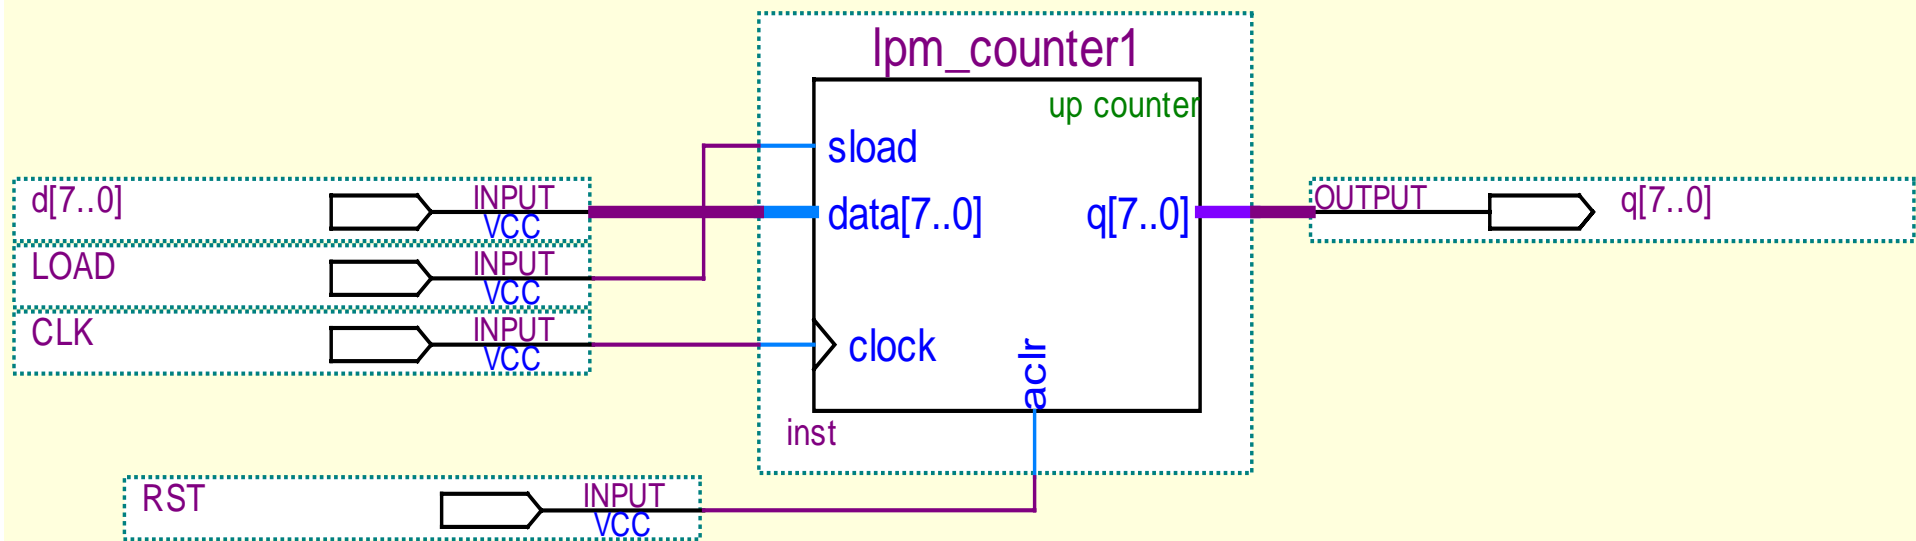 lpm_counter1
up counter
sload
d[7..0]
INPUT
VCC
data[7..0]
q[7..0]
OUTPUT
q[7..0]
LOAD
INPUT
VCC
CLK
INPUT
VCC
clock
aclr
inst
RST
INPUT
VCC